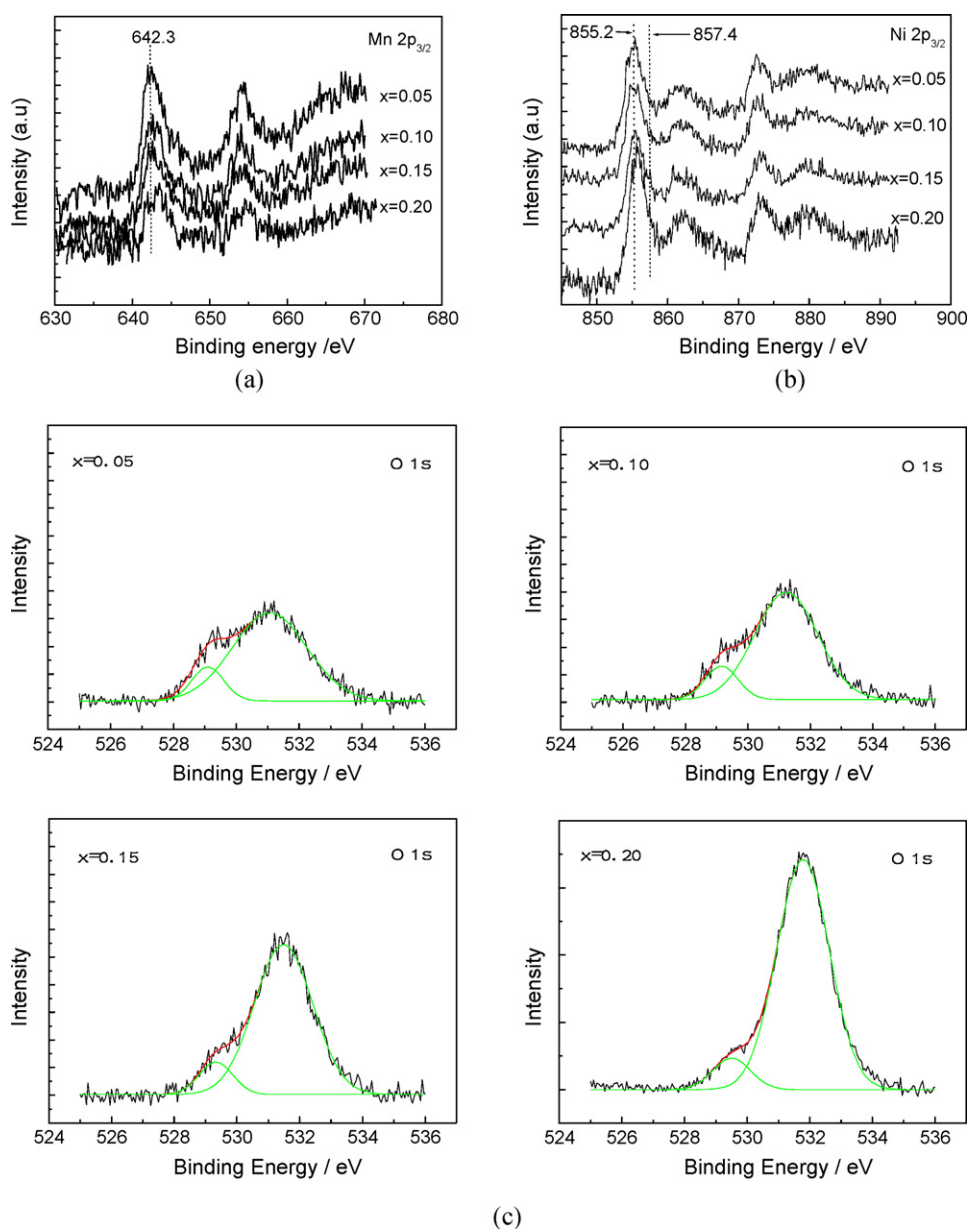 642.3
Mn 2p3/2
x=0.05
x=0.10
x=0.15
x=0.20
Intensity (a.u)
630 640 650 660 670 680
Binding energy /eV
(a)
855.2
857.4
Ni 2p3/2
x=0.05
x=0.10
x=0.15
x=0.20
Intensity (a.u)
850 860 870 880 890 900
Binding Energy / eV
(b)
x=0.05
O 1s
Intensity
524 526 528 530 532 534 536
Binding Energy / eV
x=0.10
O 1s
Intensity
524 526 528 530 532 534 536
Binding Energy / eV
x=0.15
O 1s
Intensity
524 526 528 530 532 534 536
Binding Energy / eV
x=0.20
O 1s
Intensity
524 526 528 530 532 534 536
Binding Energy / eV
(c)